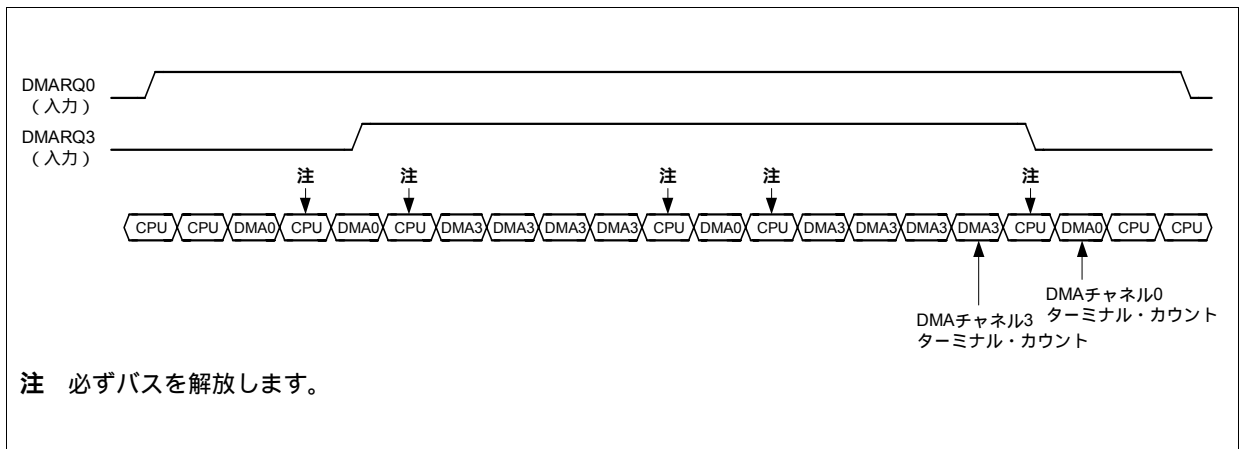 DMARQ0
（入力）
DMARQ3
（入力）
注 注 注 注 注
CPU CPU DMA0 CPU DMA0 CPU DMA3 DMA3 DMA3 DMA3 CPU DMA0 CPU DMA3 DMA3 DMA3 DMA3 CPU DMA0 CPU CPU
DMAチャネル3
ターミナル・カウント
DMAチャネル0
ターミナル・カウント
注 必ずバスを解放します。